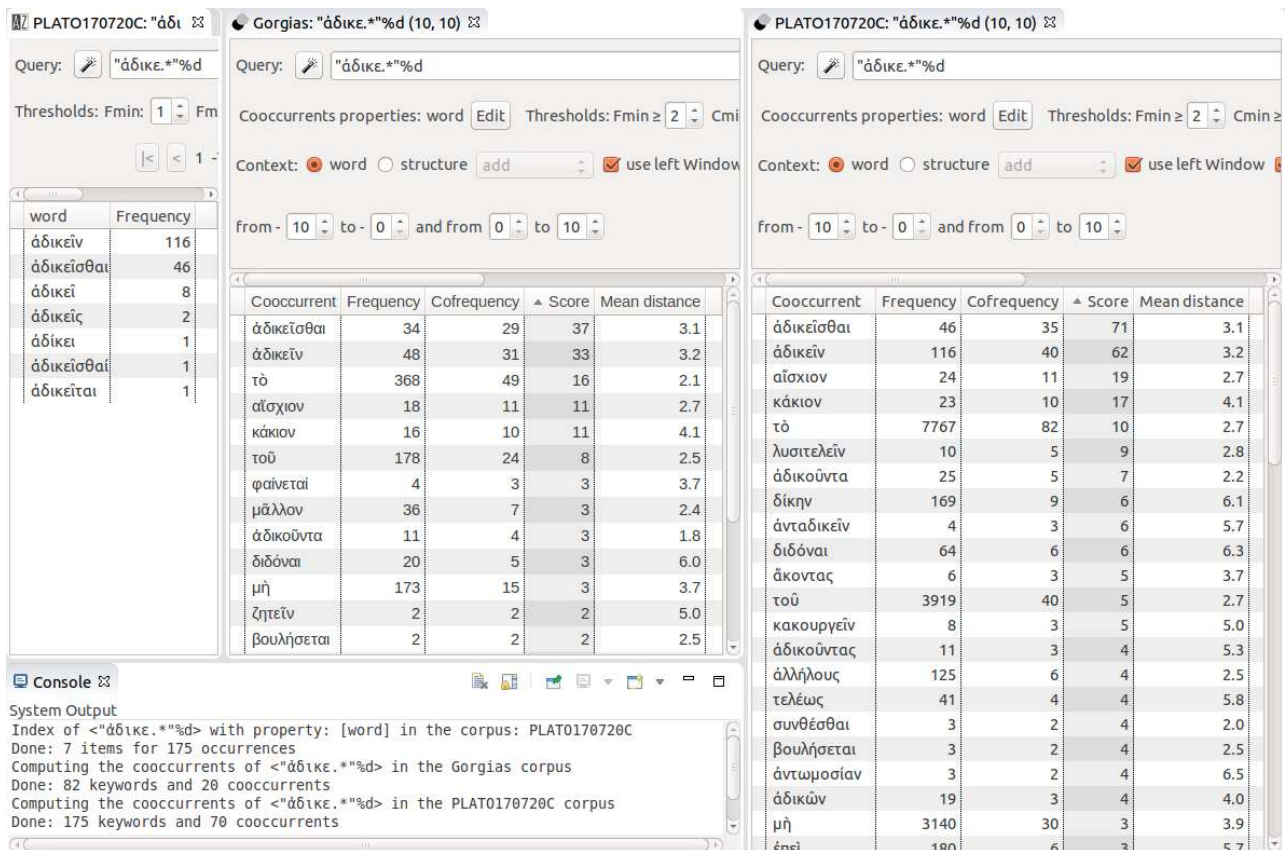 PLATO170720C: "ἀδι
Query: "ἀδικε.*"%d
Thresholds: Fmin: 1 Fm
1 -
word Frequency
ἀδικεῖν 116
ἀδικεῖσθαι 46
ἀδικεῖ 8
ἀδικεῖς 2
ἀδίκει 1
ἀδικεῖσθαί 1
ἀδικεῖται 1
Gorgias: "ἀδικε.*"%d (10, 10)
Query: "ἀδικε.*"%d
Cooccurrents properties: word Edit Thresholds: Fmin ≥ 2 Cmi
Context: word structure add use left Window
from - 10 to - 0 and from 0 to 10
Cooccurrent Frequency Cofrequency Score Mean distance
ἀδικεῖσθαι 34 29 37 3.1
ἀδικεῖν 48 31 33 3.2
τὸ 368 49 16 2.1
αἴσχιον 18 11 11 2.7
κάκιον 16 10 11 4.1
τοῦ 178 24 8 2.5
φαίνεταί 4 3 3 3.7
μᾶλλον 36 7 3 2.4
ἀδικοῦντα 11 4 3 1.8
διδόναι 20 5 3 6.0
μὴ 173 15 3 3.7
ζητεῖν 2 2 2 5.0
βουλήσεται 2 2 2 2.5
PLATO170720C: "ἀδικε.*"%d (10, 10)
Query: "ἀδικε.*"%d
Cooccurrents properties: word Edit Thresholds: Fmin ≥ 2 Cmin ≥
Context: word structure add use left Window
from - 10 to - 0 and from 0 to 10
Cooccurrent Frequency Cofrequency Score Mean distance
ἀδικεῖσθαι 46 35 71 3.1
ἀδικεῖν 116 40 62 3.2
αἴσχιον 24 11 19 2.7
κάκιον 23 10 17 4.1
τὸ 7767 82 10 2.7
λυσιτελεῖν 10 5 9 2.8
ἀδικοῦντα 25 5 7 2.2
δίκην 169 9 6 6.1
ἀνταδικεῖν 4 3 6 5.7
διδόναι 64 6 6 6.3
ἄκοντας 6 3 5 3.7
τοῦ 3919 40 5 2.7
κακουργεῖν 8 3 5 5.0
ἀδικοῦντας 11 3 4 5.3
ἀλλήλους 125 6 4 2.5
τελέως 41 4 4 5.8
συνθέσθαι 3 2 4 2.0
βουλήσεται 3 2 4 2.5
ἀντωμοσίαν 3 2 4 6.5
ἀδικῶν 19 3 4 4.0
μὴ 3140 30 3 3.9
ἐπεὶ 180 6 3 5.7
Console
System Output
Index of <"ἀδικε.*"%d> with property: [word] in the corpus: PLATO170720C
Done: 7 items for 175 occurrences
Computing the cooccurrents of <"ἀδικε.*"%d> in the Gorgias corpus
Done: 82 keywords and 20 cooccurrents
Computing the cooccurrents of <"ἀδικε.*"%d> in the PLATO170720C corpus
Done: 175 keywords and 70 cooccurrents